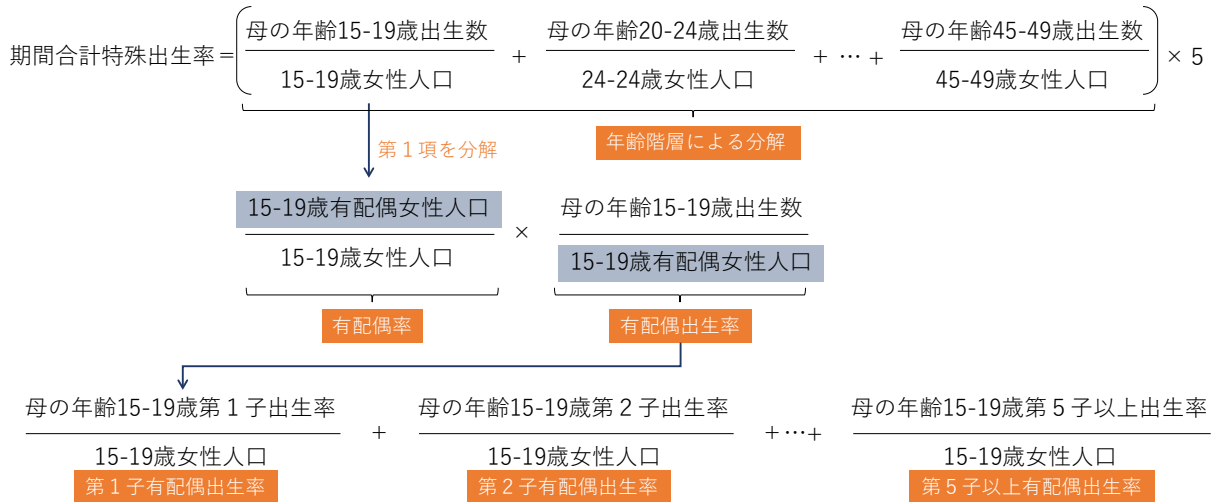 母の年齢15-19歳出生数 母の年齢20-24歳出生数 母の年齢45-49歳出生数
期間合計特殊出生率= + + … + × 5
15-19歳女性人口 24-24歳女性人口 45-49歳女性人口
年齢階層による分解
第1項を分解
15-19歳有配偶女性人口 母の年齢15-19歳出生数
×
15-19歳女性人口 15-19歳有配偶女性人口
有配偶率 有配偶出生率
母の年齢15-19歳第1子出生率 母の年齢15-19歳第2子出生率 母の年齢15-19歳第5子以上出生率
+ +…+
15-19歳女性人口 15-19歳女性人口 15-19歳女性人口
第1子有配偶出生率 第2子有配偶出生率 第5子以上有配偶出生率